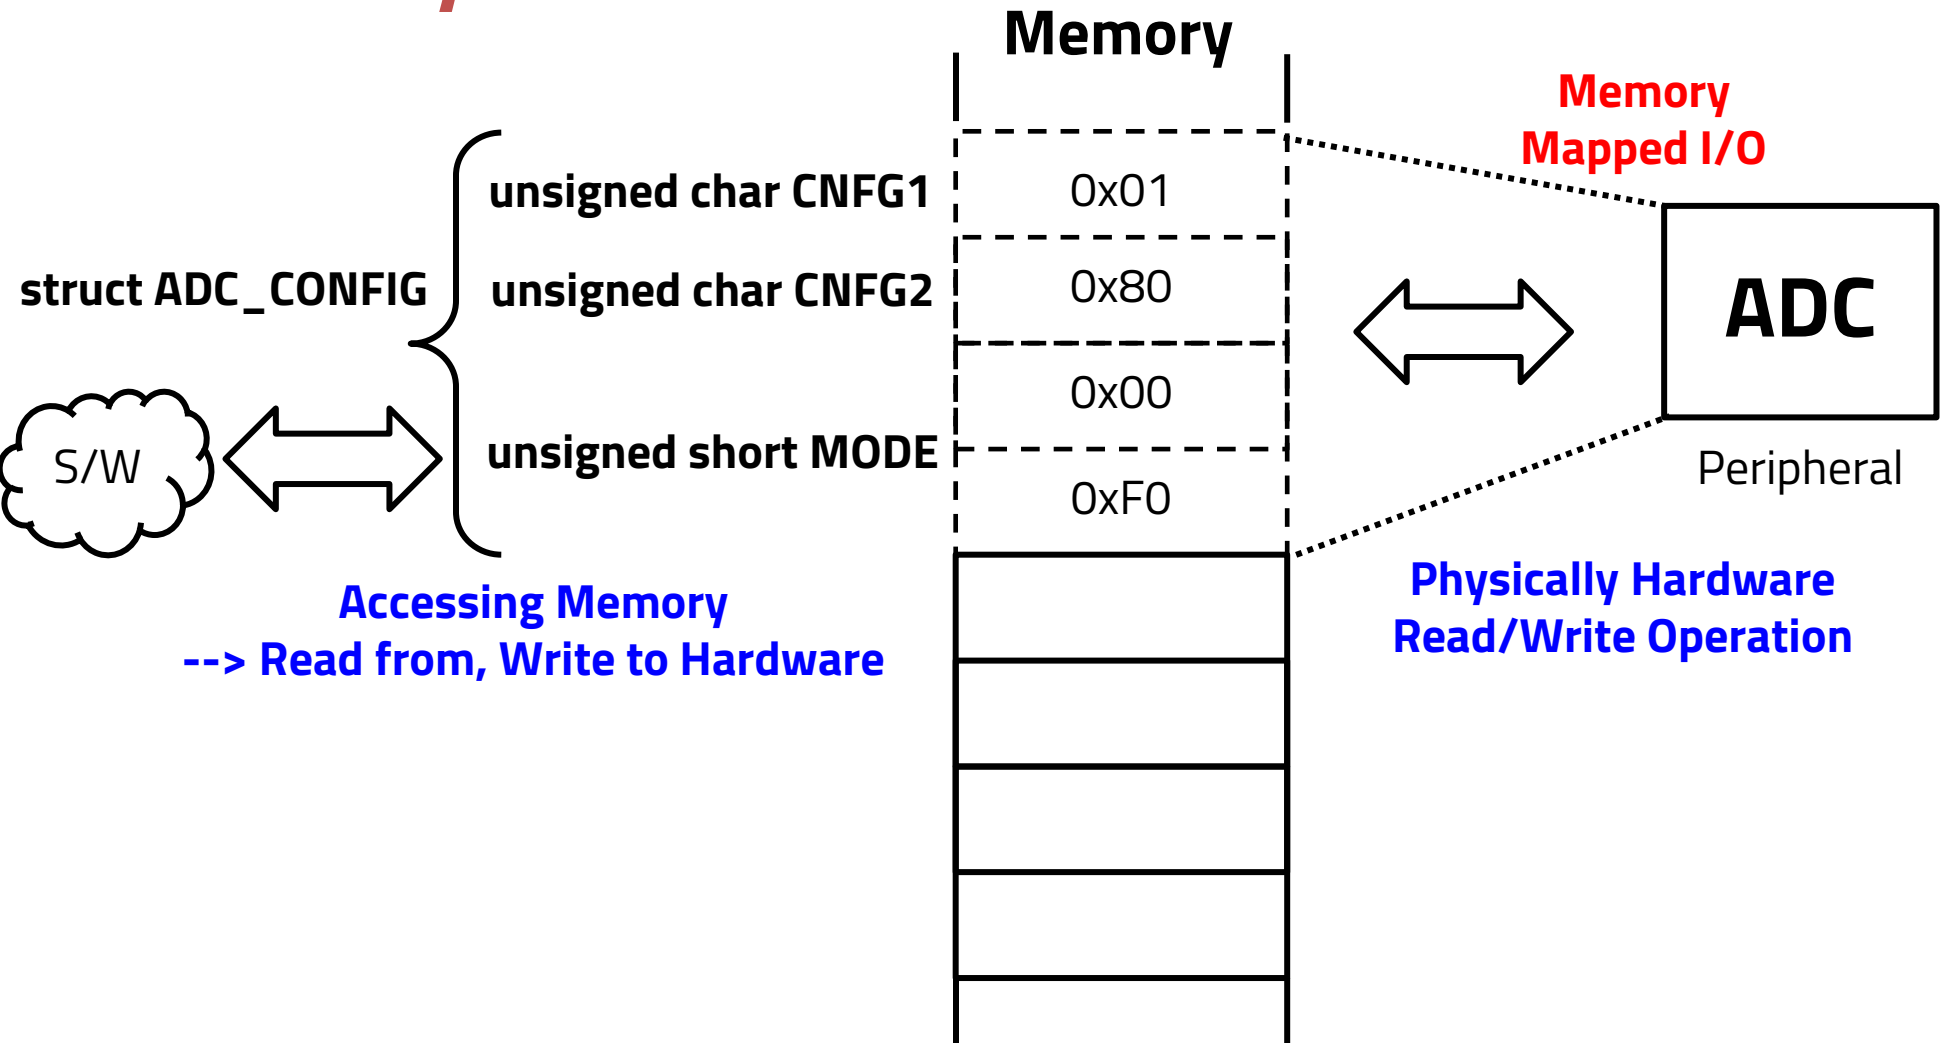 Memory
Memory
Mapped I/O
unsigned char CNFG1
0x01
struct ADC_CONFIG
unsigned char CNFG2
0x80
ADC
0x00
S/W
unsigned short MODE
Peripheral
0xF0
Accessing Memory
--> Read from, Write to Hardware
Physically Hardware
Read/Write Operation